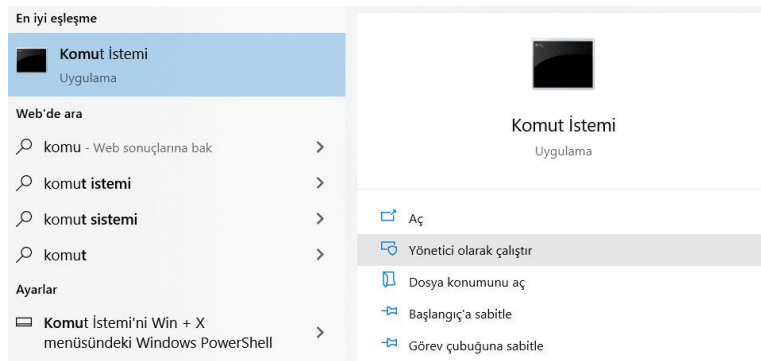 En iyi eşleşme
Komut İstemi
Uygulama
Web'de ara
komu - Web sonuçlarına bak
komut istemi
komut sistemi
komut
Ayarlar
Komut İstemi'ni Win + X
menüsündeki Windows PowerShell
Komut İstemi
Uygulama
Aç
Yönetici olarak çalıştır
Dosya konumunu aç
Başlangıç'a sabitle
Görev çubuğuna sabitle